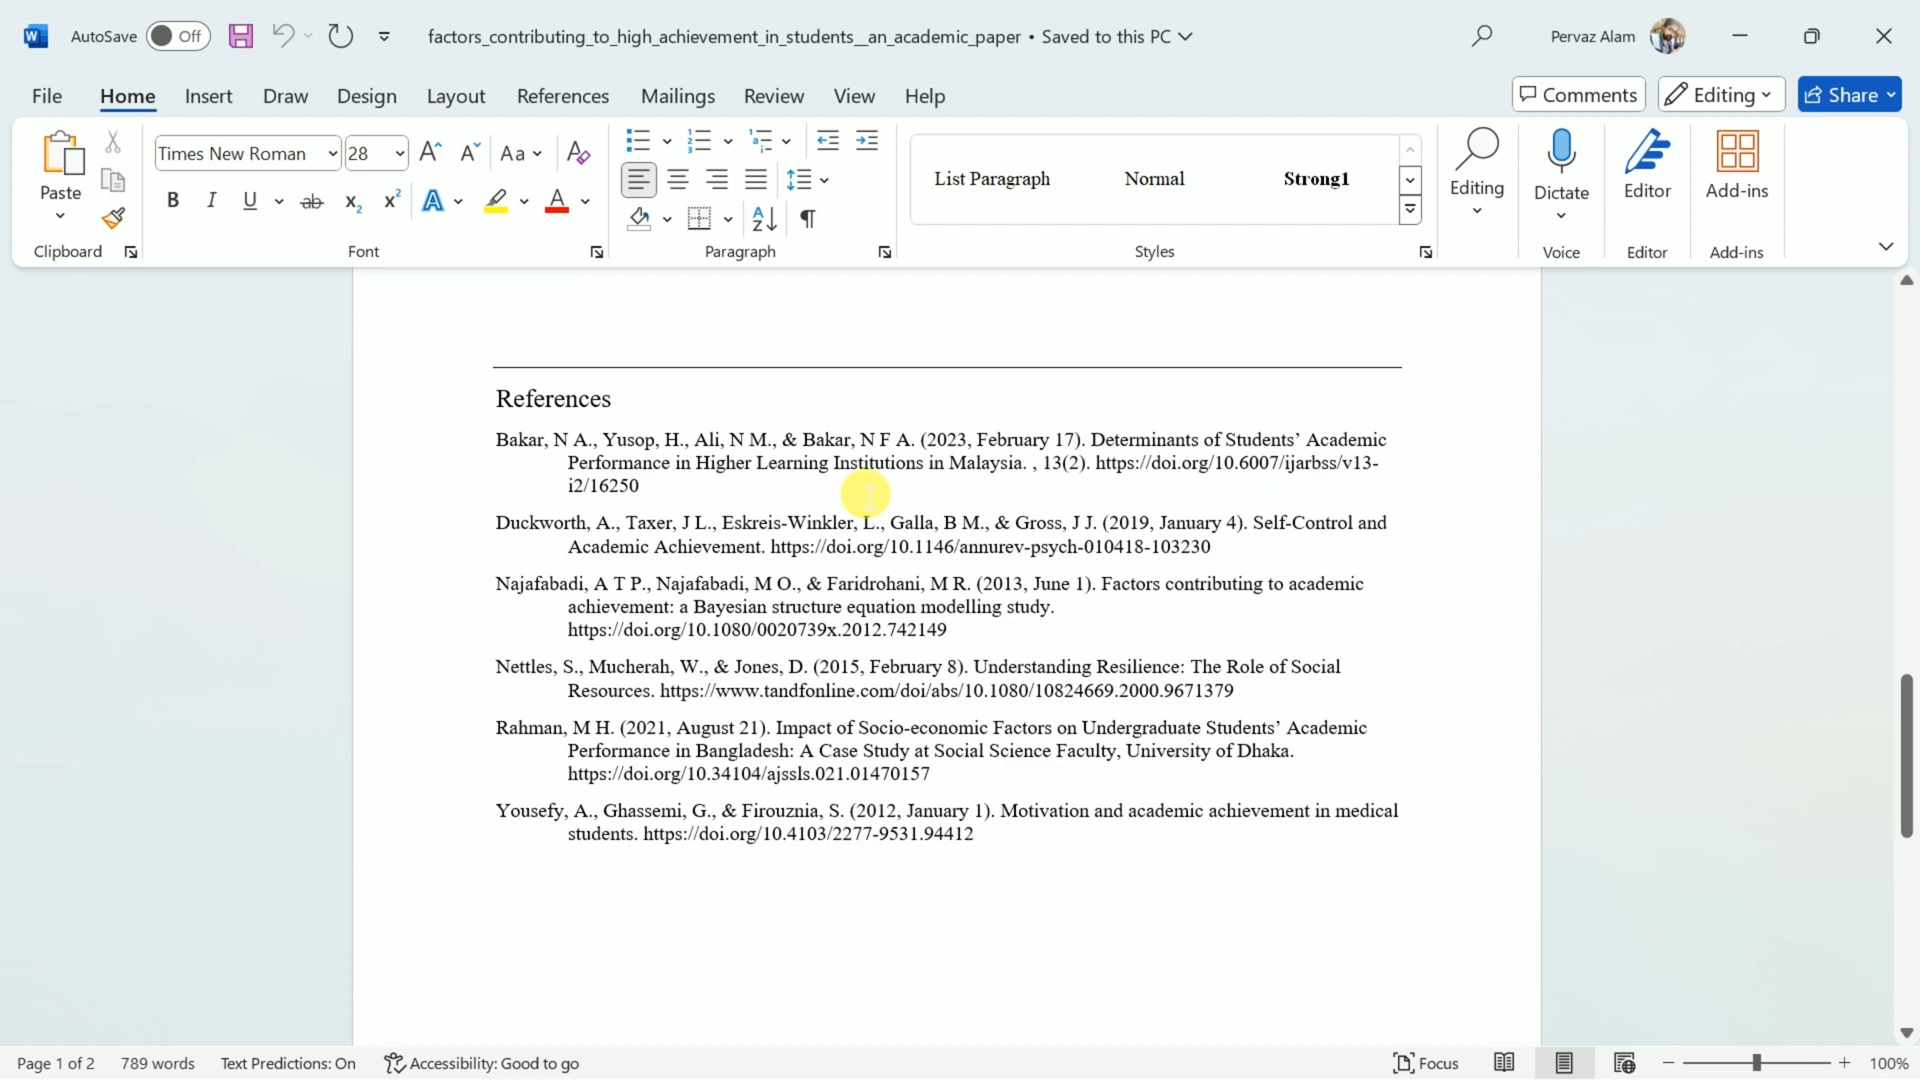 AutoSave Off factors_contributing_to_high_achievement_in_students__an_academic_paper • Saved to this PC Pervaz Alam
File Home Insert Draw Design Layout References Mailings Review View Help Comments Editing Share
Paste Times New Roman 28 Aa List Paragraph Normal Strong1 Editing Dictate Editor Add-ins
Clipboard Font Paragraph Styles Voice Editor Add-ins
References
Bakar, N A., Yusop, H., Ali, N M., & Bakar, N F A. (2023, February 17). Determinants of Students’ Academic
Performance in Higher Learning Institutions in Malaysia. , 13(2). https://doi.org/10.6007/ijarbss/v13-
i2/16250
Duckworth, A., Taxer, J L., Eskreis-Winkler, L., Galla, B M., & Gross, J J. (2019, January 4). Self-Control and
Academic Achievement. https://doi.org/10.1146/annurev-psych-010418-103230
Najafabadi, A T P., Najafabadi, M O., & Faridrohani, M R. (2013, June 1). Factors contributing to academic
achievement: a Bayesian structure equation modelling study.
https://doi.org/10.1080/0020739x.2012.742149
Nettles, S., Mucherah, W., & Jones, D. (2015, February 8). Understanding Resilience: The Role of Social
Resources. https://www.tandfonline.com/doi/abs/10.1080/10824669.2000.9671379
Rahman, M H. (2021, August 21). Impact of Socio-economic Factors on Undergraduate Students’ Academic
Performance in Bangladesh: A Case Study at Social Science Faculty, University of Dhaka.
https://doi.org/10.34104/ajssls.021.01470157
Yousefy, A., Ghassemi, G., & Firouznia, S. (2012, January 1). Motivation and academic achievement in medical
students. https://doi.org/10.4103/2277-9531.94412
Page 1 of 2 789 words Text Predictions: On Accessibility: Good to go Focus 100%